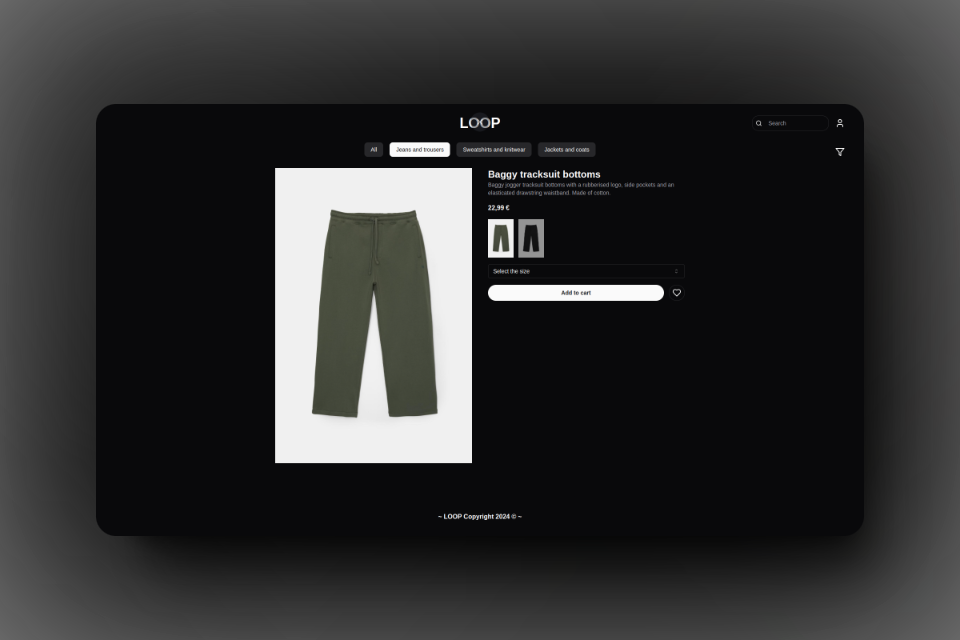 LOOP
Search
All
Jeans and trousers
Sweatshirts and knitwear
Jackets and coats
Baggy tracksuit bottoms
Baggy jogger tracksuit bottoms with a rubberised logo, side pockets and an
elasticated drawstring waistband. Made of cotton.
22,99 €
Select the size
Add to cart
~ LOOP Copyright 2024 © ~